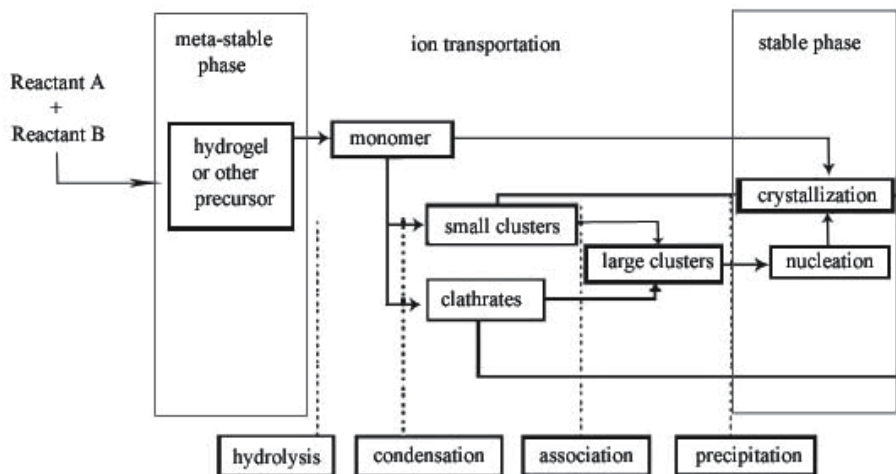 meta-stable
phase
ion transportation
stable phase
Reactant A
+
Reactant B
hydrogel
or other
precursor
monomer
crystallization
small clusters
large clusters
nucleation
clathrates
hydrolysis
condensation
association
precipitation